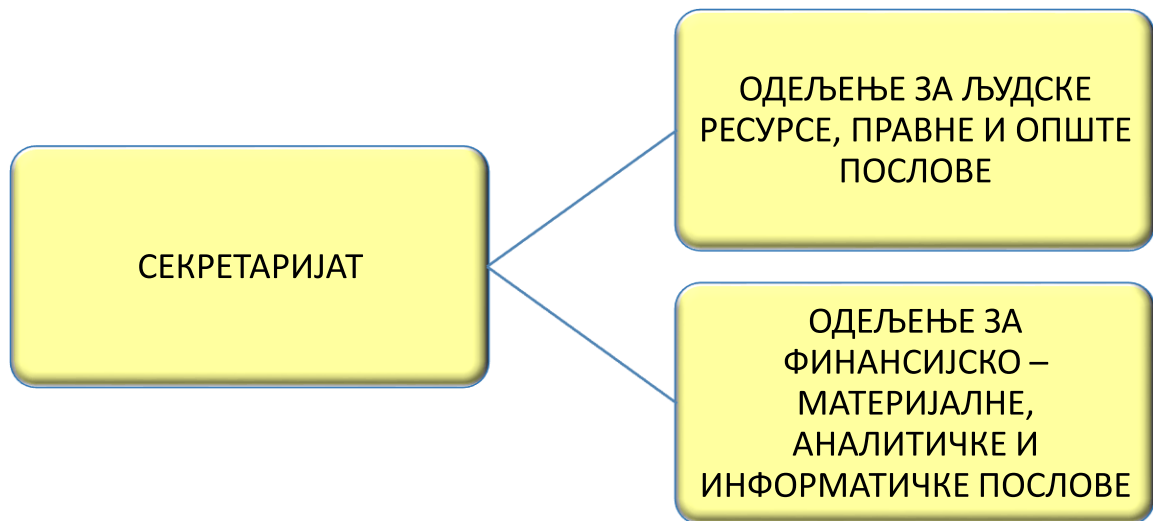 СЕКРЕТАРИЈАТ
ОДЕЉЕЊЕ ЗА ЉУДСКЕ
РЕСУРСЕ, ПРАВНЕ И ОПШТЕ
ПОСЛОВЕ
ОДЕЉЕЊЕ ЗА
ФИНАНСИЈСКО –
МАТЕРИЈАЛНЕ,
АНАЛИТИЧКЕ И
ИНФОРМАТИЧКЕ ПОСЛОВЕ